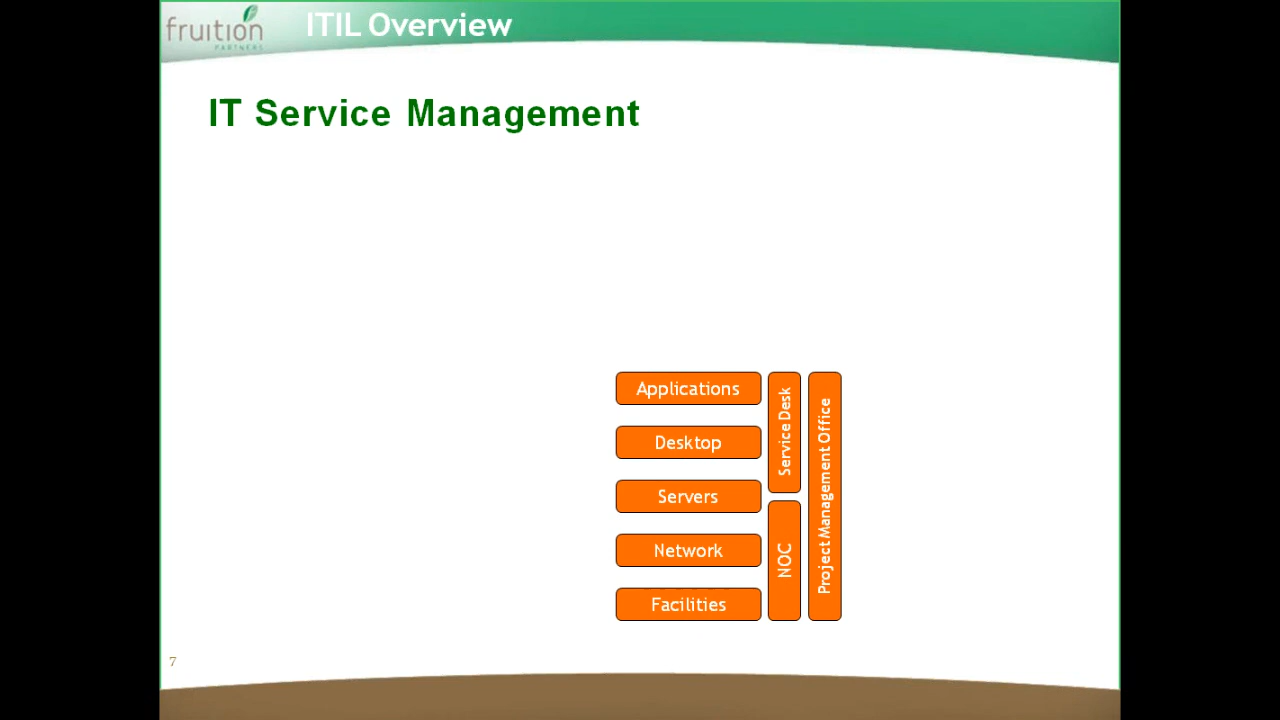 fruition
PARTNERS
ITIL Overview
IT Service Management
Applications
Desktop
Servers
Network
Facilities
Service Desk
NOC
Project Management Office
7